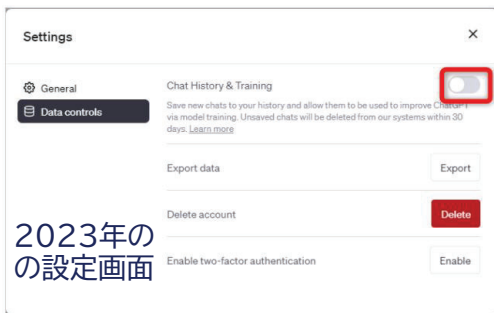 Settings
General
Data controls
Chat History & Training
Save new chats to your history and allow them to be used to improve ChatGPT
via model training. Unsaved chats will be deleted from our systems within 30
days. Learn more
Export data
Export
Delete account
Delete
Enable two-factor authentication
Enable
2023年の
の設定画面